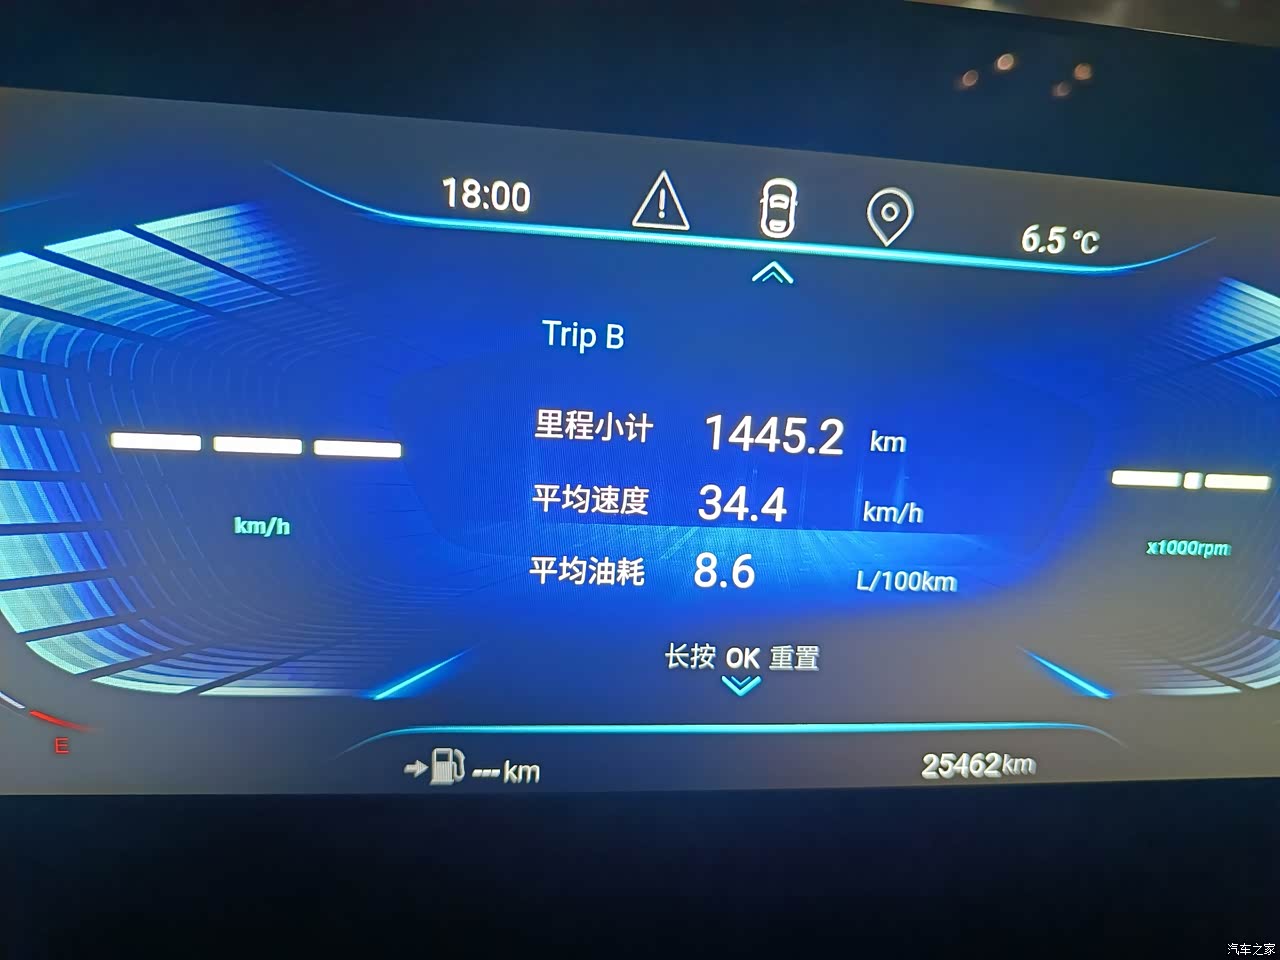 18:00
6.5 °C
Trip B
里程小计 1445.2 km
平均速度 34.4 km/h
平均油耗 8.6 L/100km
km/h
x1000rpm
长按 OK 重置
E
---km
25462km
汽车之家